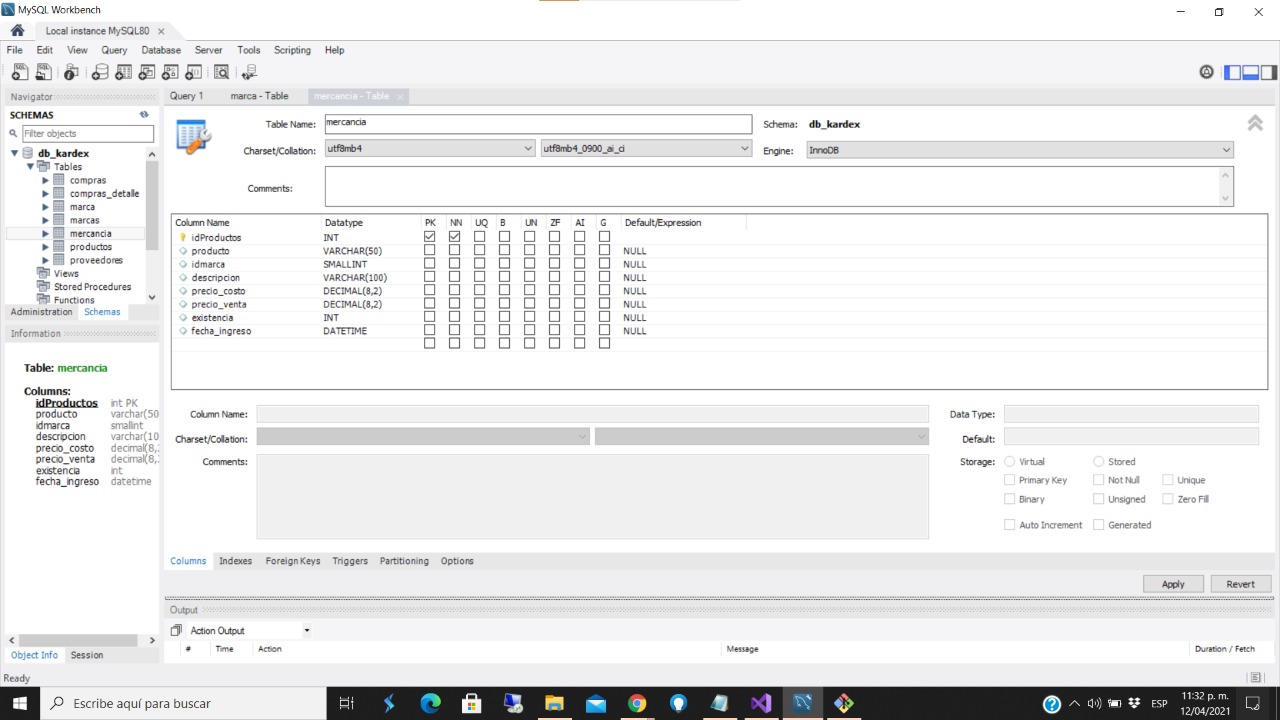 MySQL Workbench
Local instance MySQL80
File Edit View Query Database Server Tools Scripting Help
Navigator
SCHEMAS
Filter objects
db_kardex
Tables
compras
compras_detalle
marca
marcas
mercancia
productos
proveedores
Views
Stored Procedures
Functions
Administration Schemas
Information
Table: mercancia
Columns:
idProductos int PK
producto varchar(50
idmarca smallint
descripcion varchar(10
precio_costo decimal(8,
precio_venta decimal(8,
existencia int
fecha_ingreso datetime
Object Info Session
Query 1 marca - Table mercancia - Table
Table Name: mercancia Schema: db_kardex
Charset/Collation: utf8mb4 utf8mb4_0900_ai_ci Engine: InnoDB
Comments:
Column Name Datatype PK NN UQ B UN ZF AI G Default/Expression
idProductos INT
producto VARCHAR(50) NULL
idmarca SMALLINT NULL
descripcion VARCHAR(100) NULL
precio_costo DECIMAL(8,2) NULL
precio_venta DECIMAL(8,2) NULL
existencia INT NULL
fecha_ingreso DATETIME NULL
Column Name: Data Type:
Charset/Collation: Default:
Comments: Storage: Virtual Stored
Primary Key Not Null Unique
Binary Unsigned Zero Fill
Auto Increment Generated
Columns Indexes Foreign Keys Triggers Partitioning Options
Apply Revert
Output
Action Output
# Time Action Message Duration / Fetch
Ready
Escribe aquí para buscar
ESP
11:32 p. m.
12/04/2021